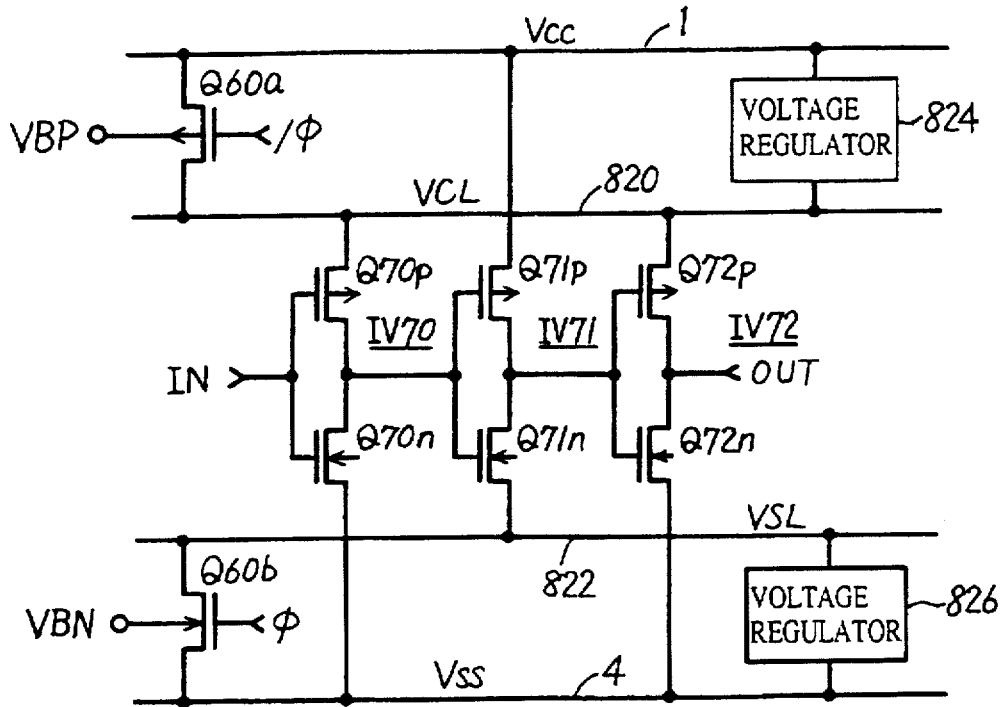 Vcc 1
Q60a
VBP
/Φ
VOLTAGE
REGULATOR
824
VCL 820
Q70p Q71p Q72p
IV70 IV71 IV72
IN OUT
Q70n Q71n Q72n
VSL
822
Q60b
VBN
Φ
VOLTAGE
REGULATOR
826
Vss 4